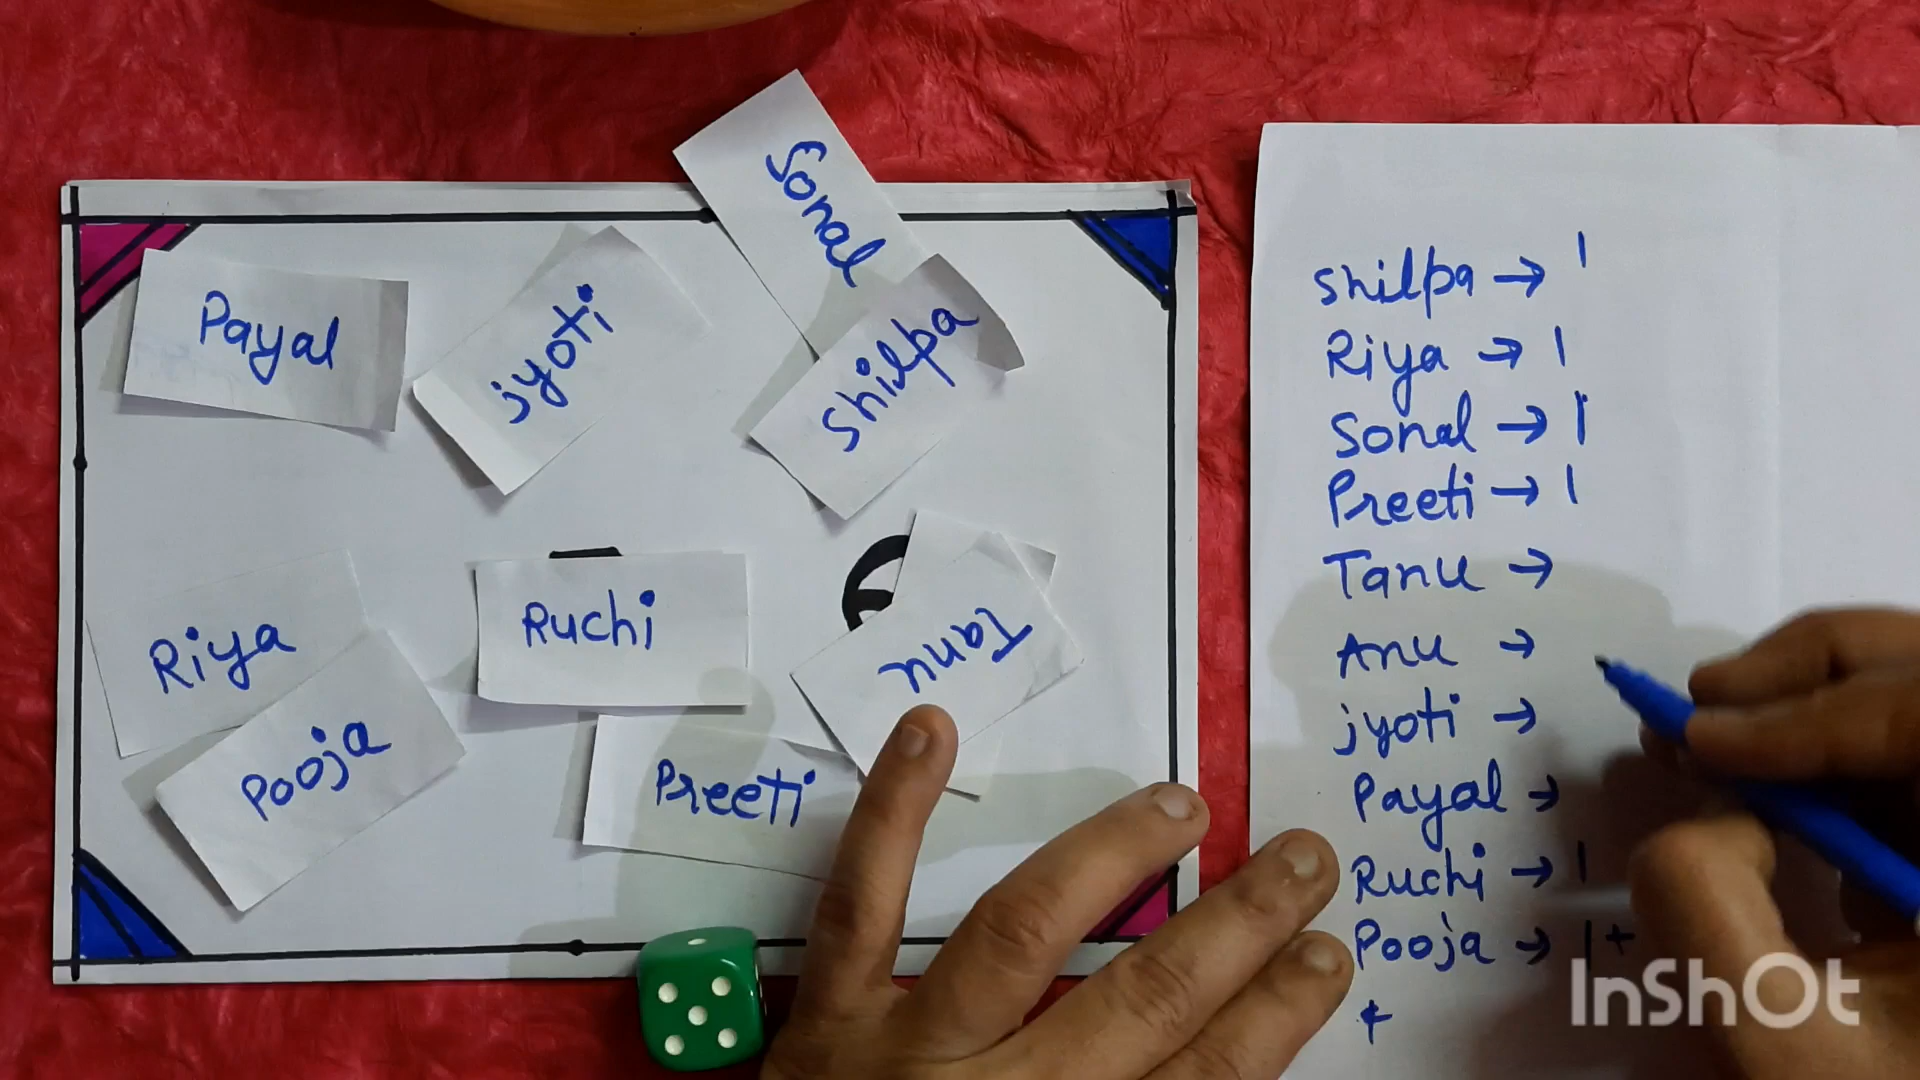 Sonal
Payal
jyoti
Shilpa
Riya
Ruchi
Tanu
Pooja
Preeti
Shilpa → 1
Riya → 1
Sonal → 1
Preeti → 1
Tanu →
Anu →
jyoti →
Payal →
Ruchi → 1
Pooja → 1+
InShOt